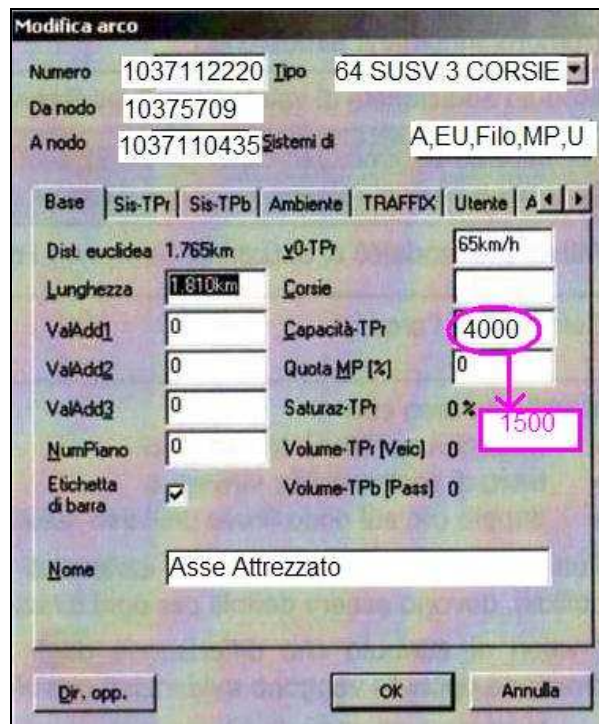 Modifica arco
Numero 1037112220 Tipo 64 SUSV 3 CORSIE
Da nodo 10375709
A nodo 1037110435 Sistemi di A,EU,Filo,MP,U
Base Sis-TPr Sis-TPb Ambiente TRAFFIX Utente A
Dist. euclidea 1.765km v0-TPr 65km/h
Lunghezza 1.810km Corsie
ValAdd1 0 Capacità-TPr 4000
ValAdd2 0 Quota MP [%] 0
ValAdd3 0 Saturaz-TPr 0 %
1500
NumPiano 0 Volume-TPr [Veic] 0
Etichetta di barra Volume-TPb [Pass] 0
Nome Asse Attrezzato
Dir. opp. OK Annulla